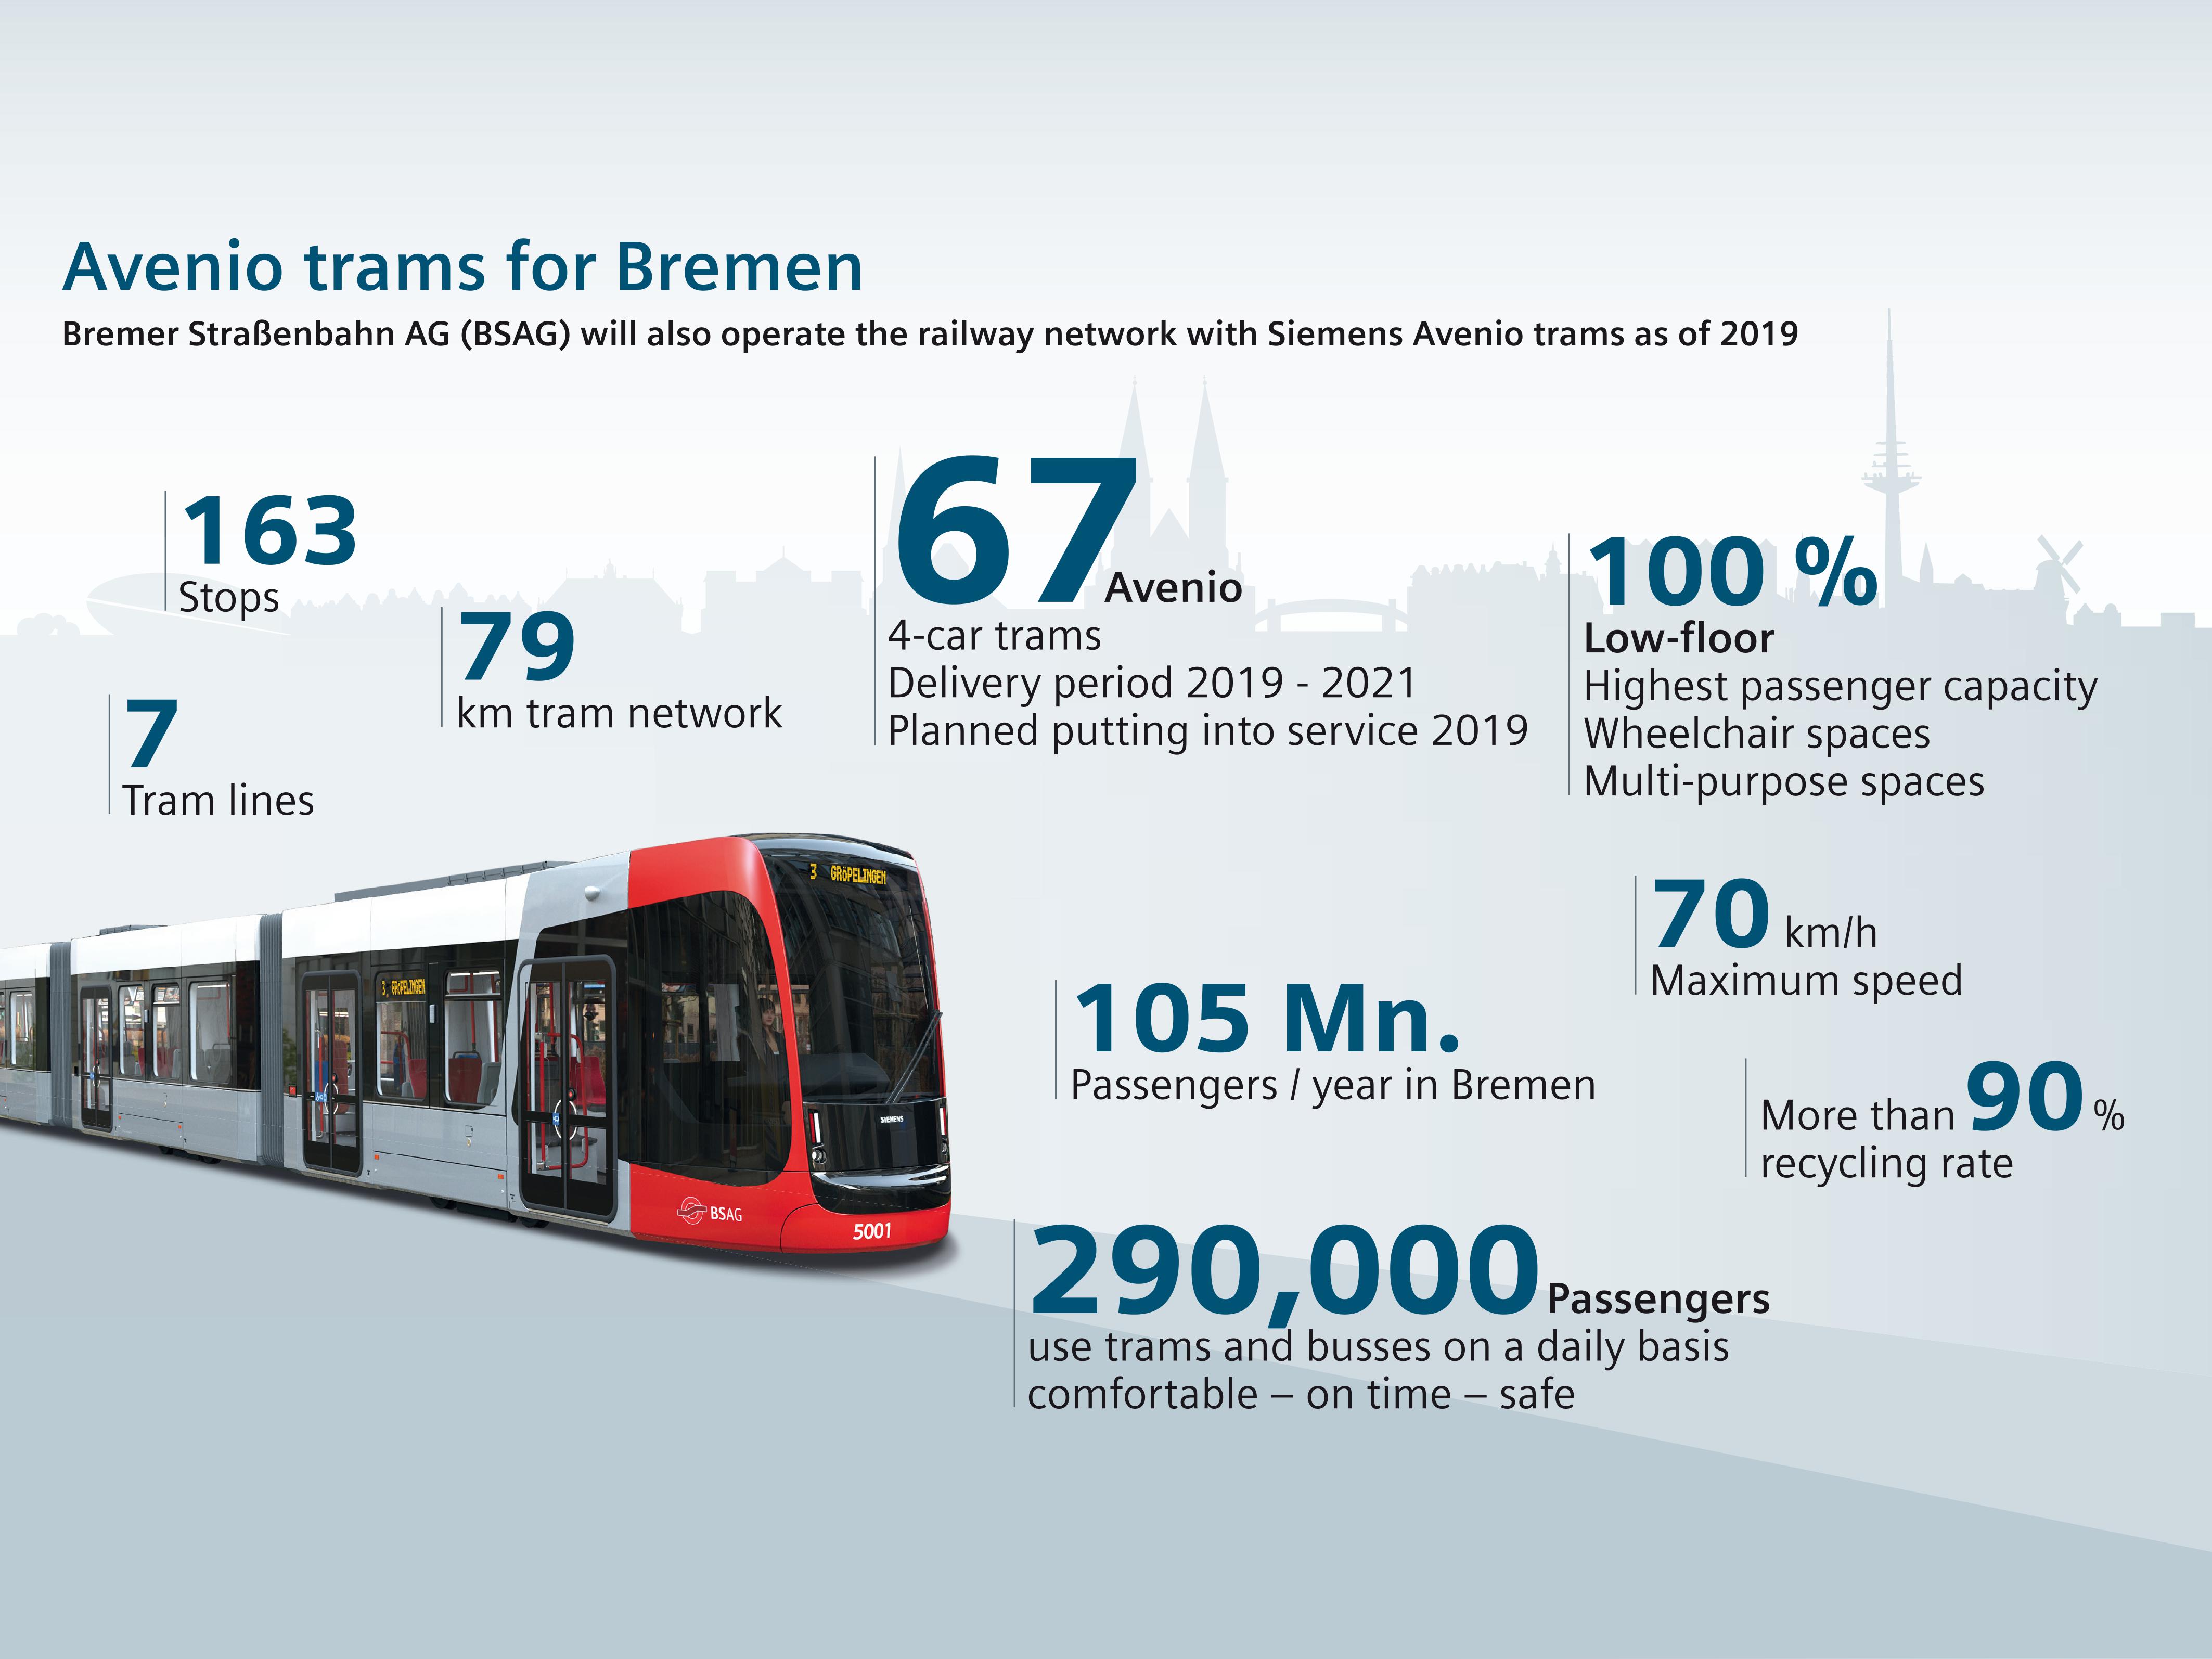 Avenio trams for Bremen
Bremer Straßenbahn AG (BSAG) will also operate the railway network with Siemens Avenio trams as of 2019
163
Stops
79
km tram network
7
Tram lines
67 Avenio
4-car trams
Delivery period 2019 - 2021
Planned putting into service 2019
100 %
Low-floor
Highest passenger capacity
Wheelchair spaces
Multi-purpose spaces
70 km/h
Maximum speed
105 Mn.
Passengers / year in Bremen
More than 90 %
recycling rate
290,000 Passengers
use trams and busses on a daily basis
comfortable – on time – safe
3 GRöPELINGEN
3 GRöPELINGEN
SIEMENS
BSAG
5001